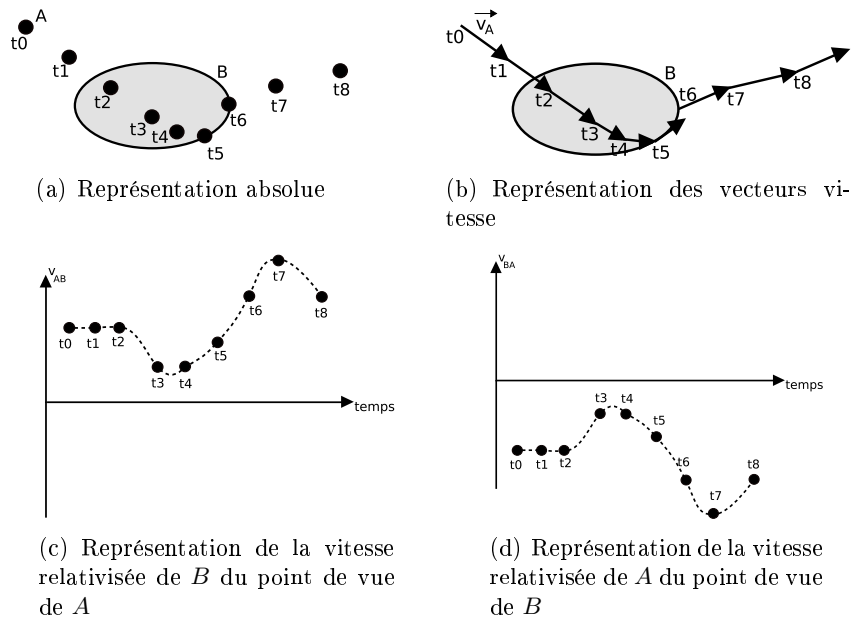 A
t0
t1
B
t2
t3
t4
t5
t6
t7
t8
(a) Représentation absolue
v_A
t0
t1
B
t2
t3
t4
t5
t6
t7
t8
(b) Représentation des vecteurs vi-
tesse
v_AB
t0
t1
t2
t3
t4
t5
t6
t7
t8
temps
(c) Représentation de la vitesse
relativisée de B du point de vue
de A
v_BA
temps
t0
t1
t2
t3
t4
t5
t6
t7
t8
(d) Représentation de la vitesse
relativisée de A du point de vue
de B